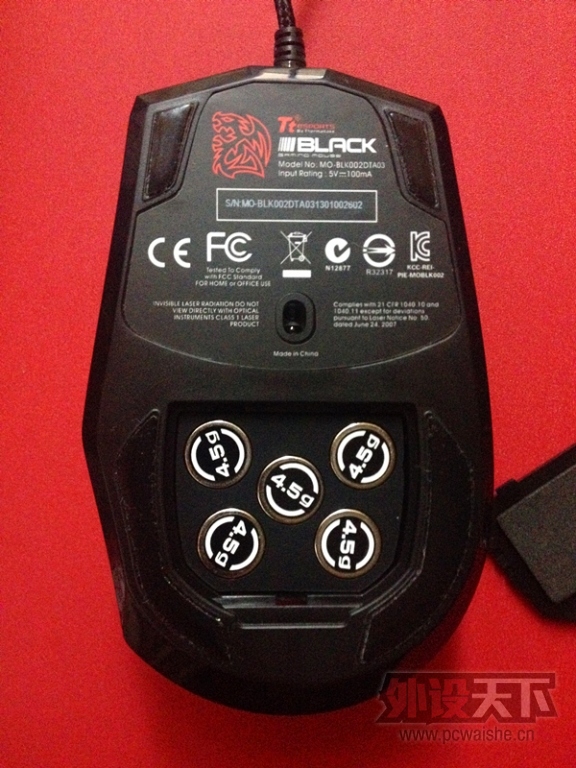 Tt eSPORTS
By Thermaltake
BLACK
GAMING MOUSE
Model No: MO-BLK002DTA03
Input Rating : 5V⎓100mA
S/N:MO-BLK002DTA031301002602
CE FC
Tested To Comply
with FCC Standard
FOR HOME or OFFICE USE
N12877
R32317
KCC-REI-
PIE-MOBLK002
INVISIBLE LASER RADIATION DO NOT
VIEW DIRECTLY WITH OPTICAL
INSTRUMENTS CLASS 1 LASER
PRODUCT
Complies with 21 CFR 1040.10 and
1040.11 except for deviations
pursuant to Laser Notice No. 50,
dated June 24, 2007
Made in China
4.5g
4.5g
4.5g
4.5g
4.5g
外设天下
www.pcwaishe.cn